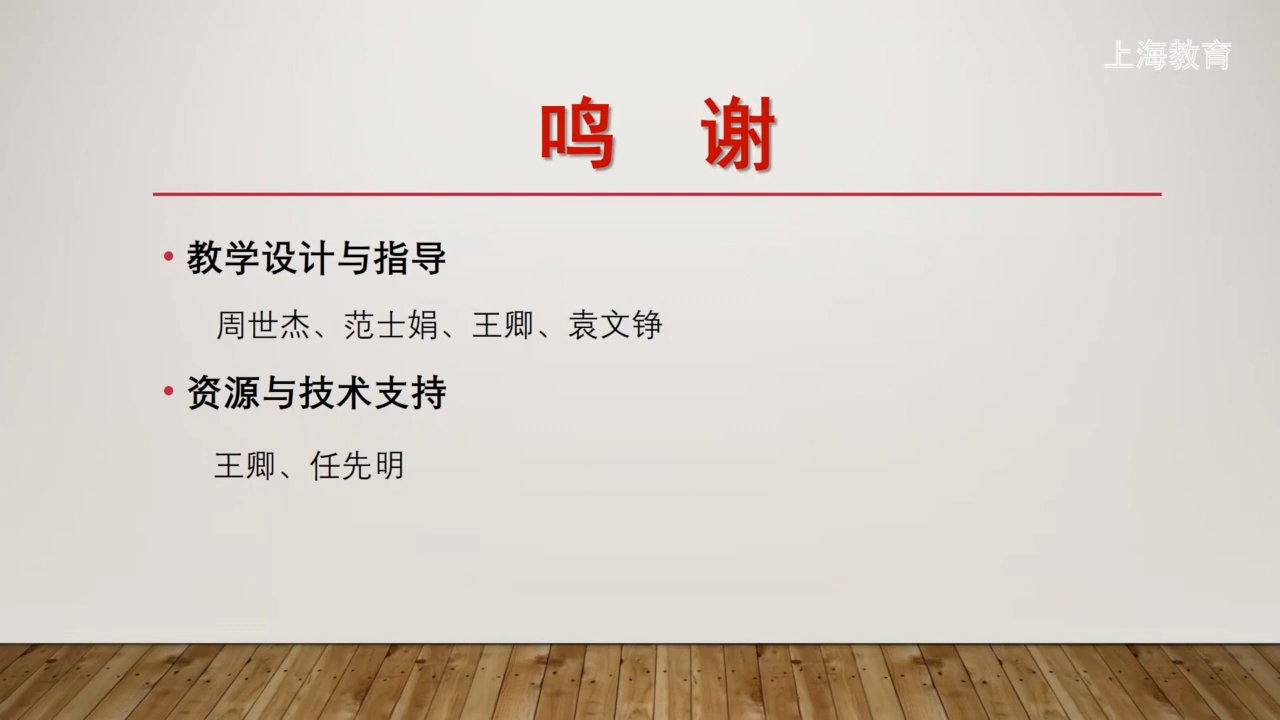 上海教育
鸣 谢
• 教学设计与指导
周世杰、范士娟、王卿、袁文铮
• 资源与技术支持
王卿、任先明